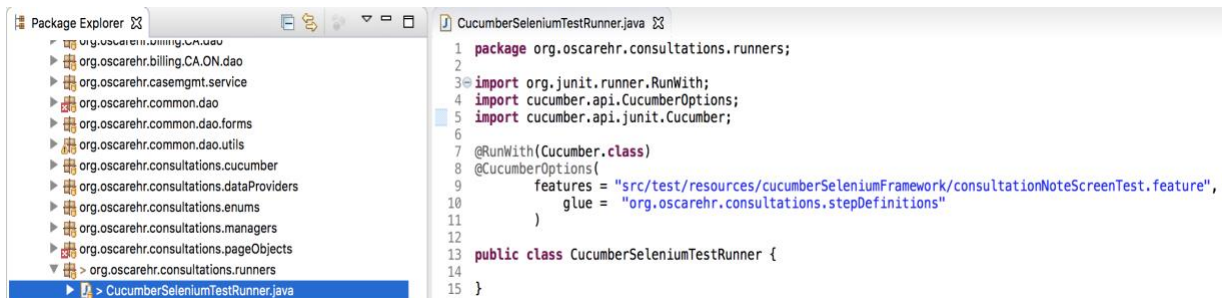 Package Explorer
org.oscarehr.billing.CA.dao
org.oscarehr.billing.CA.ON.dao
org.oscarehr.casemgmt.service
org.oscarehr.common.dao
org.oscarehr.common.dao.forms
org.oscarehr.common.dao.utils
org.oscarehr.consultations.cucumber
org.oscarehr.consultations.dataProviders
org.oscarehr.consultations.enums
org.oscarehr.consultations.managers
org.oscarehr.consultations.pageObjects
> org.oscarehr.consultations.runners
> CucumberSeleniumTestRunner.java
CucumberSeleniumTestRunner.java
1 package org.oscarehr.consultations.runners;
2
3 import org.junit.runner.RunWith;
4 import cucumber.api.CucumberOptions;
5 import cucumber.api.junit.Cucumber;
6
7 @RunWith(Cucumber.class)
8 @CucumberOptions(
9 features = "src/test/resources/cucumberSeleniumFramework/consultationNoteScreenTest.feature",
10 glue = "org.oscarehr.consultations.stepDefinitions"
11 )
12
13 public class CucumberSeleniumTestRunner {
14
15 }